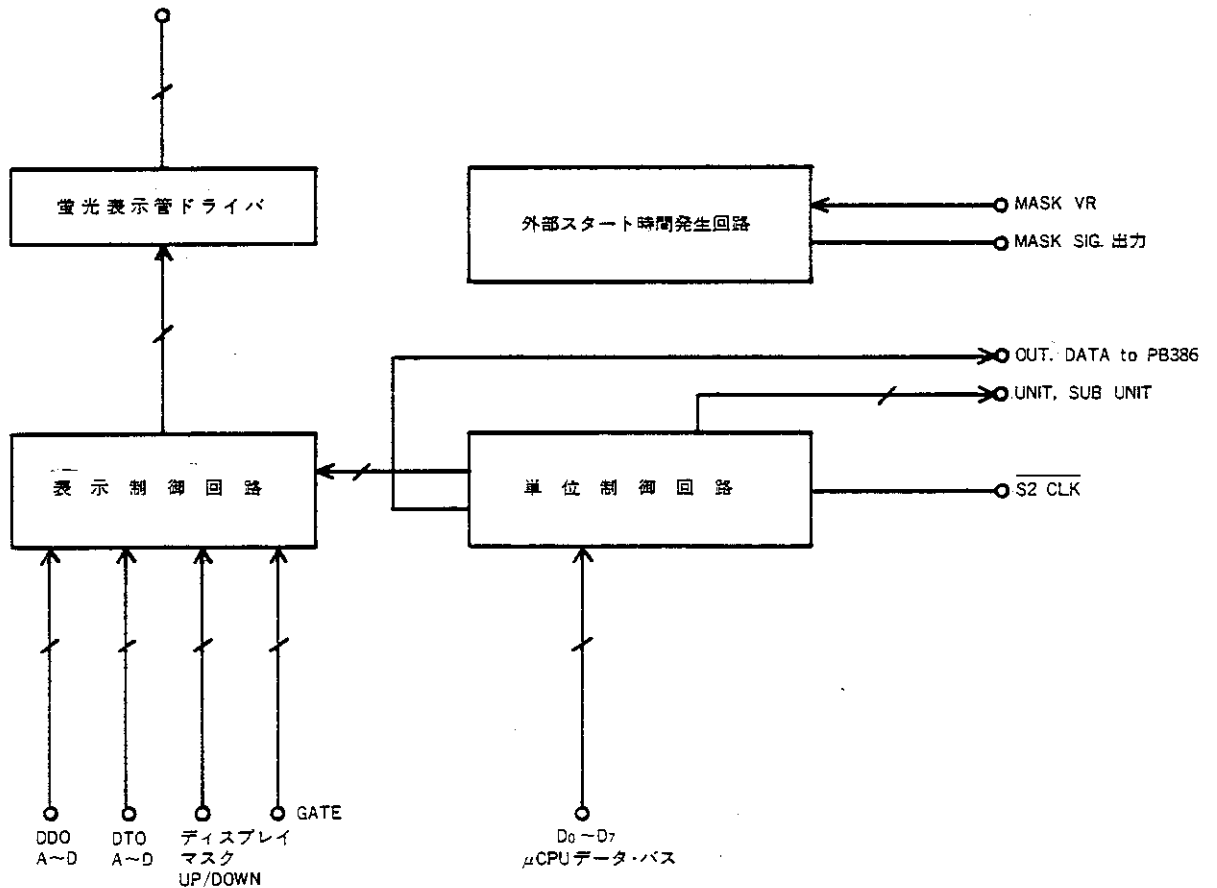 蛍光表示管ドライバ
外部スタート時間発生回路
MASK VR
MASK SIG. 出力
OUT. DATA to PB386
UNIT, SUB UNIT
表示制御回路
単位制御回路
S2 CLK
GATE
DDO
A～D
DTO
A～D
ディスプレイ
マスク
UP/DOWN
D0～D7
μCPUデータ・バス